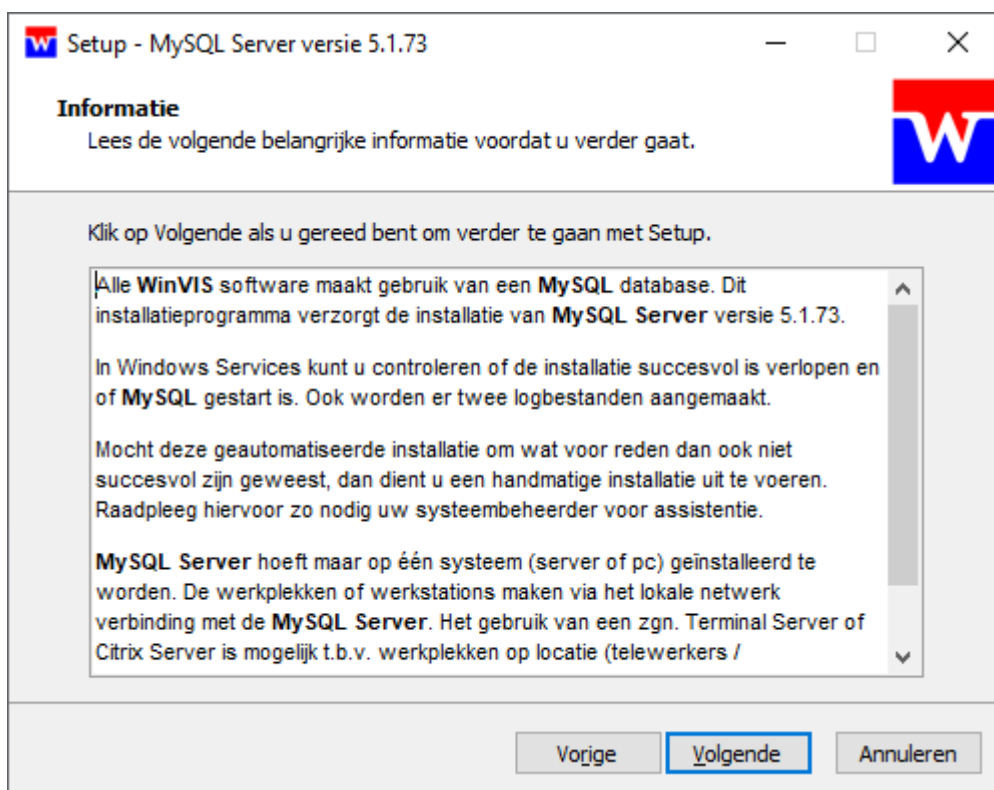 Setup - MySQL Server versie 5.1.73
Informatie
Lees de volgende belangrijke informatie voordat u verder gaat.
W
Klik op Volgende als u gereed bent om verder te gaan met Setup.
Alle WinVIS software maakt gebruik van een MySQL database. Dit
installatieprogramma verzorgt de installatie van MySQL Server versie 5.1.73.
In Windows Services kunt u controleren of de installatie succesvol is verlopen en
of MySQL gestart is. Ook worden er twee logbestanden aangemaakt.
Mocht deze geautomatiseerde installatie om wat voor reden dan ook niet
succesvol zijn geweest, dan dient u een handmatige installatie uit te voeren.
Raadpleeg hiervoor zo nodig uw systeembeheerder voor assistentie.
MySQL Server hoeft maar op één systeem (server of pc) geïnstalleerd te
worden. De werkplekken of werkstations maken via het lokale netwerk
verbinding met de MySQL Server. Het gebruik van een zgn. Terminal Server of
Citrix Server is mogelijk t.b.v. werkplekken op locatie (telewerkers /
Vorige Volgende Annuleren